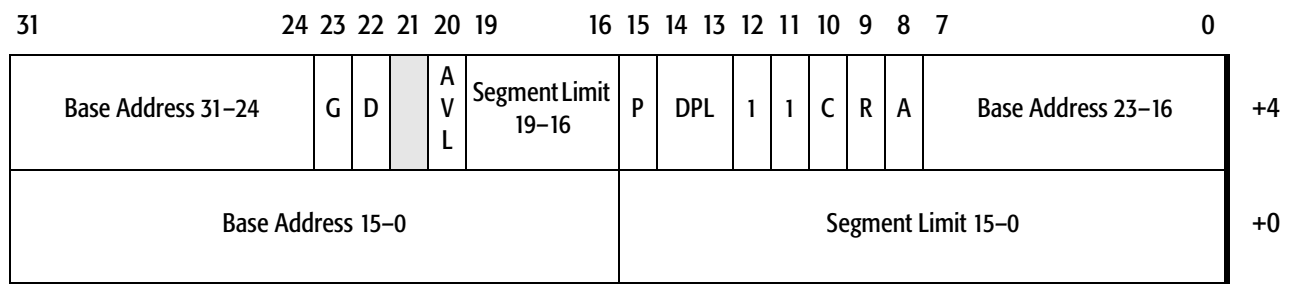 31 24 23 22 21 20 19 16 15 14 13 12 11 10 9 8 7 0
Base Address 31–24 G D A V L Segment Limit 19–16 P DPL 1 1 C R A Base Address 23–16 +4
Base Address 15–0 Segment Limit 15–0 +0